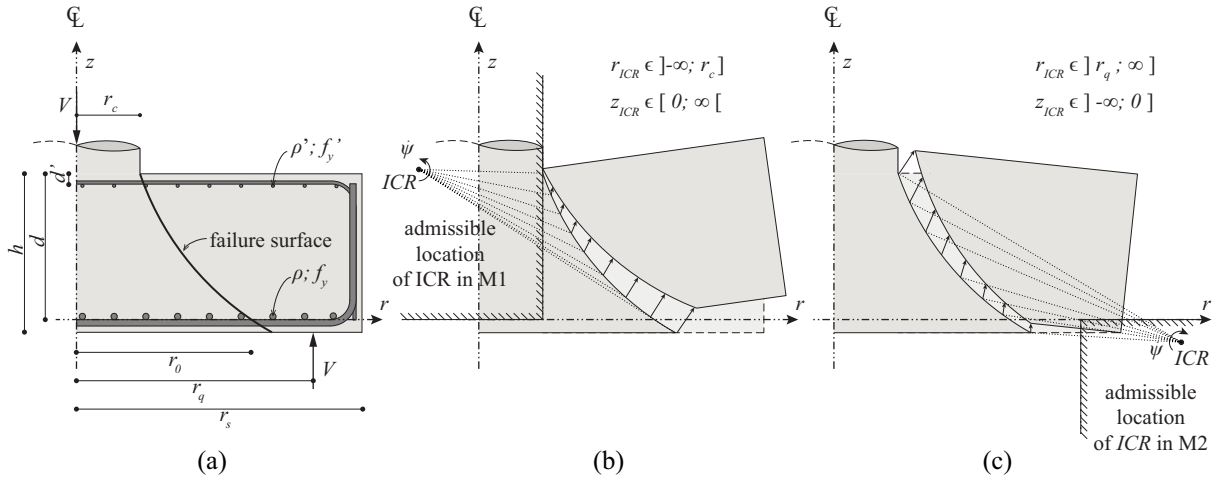 ℄
z
V
r_c
ρ'; f_y'
d'
h
d
failure surface
ρ; f_y
r
r_0
V
r_q
r_s
(a)
℄
z
r_ICR ϵ ]-∞; r_c]
z_ICR ϵ [ 0; ∞ [
ψ̇
ICR
admissible
location
of ICR in M1
r
(b)
℄
z
r_ICR ϵ ] r_q ; ∞ ]
z_ICR ϵ ] -∞; 0 ]
r
ψ̇
ICR
admissible
location
of ICR in M2
(c)